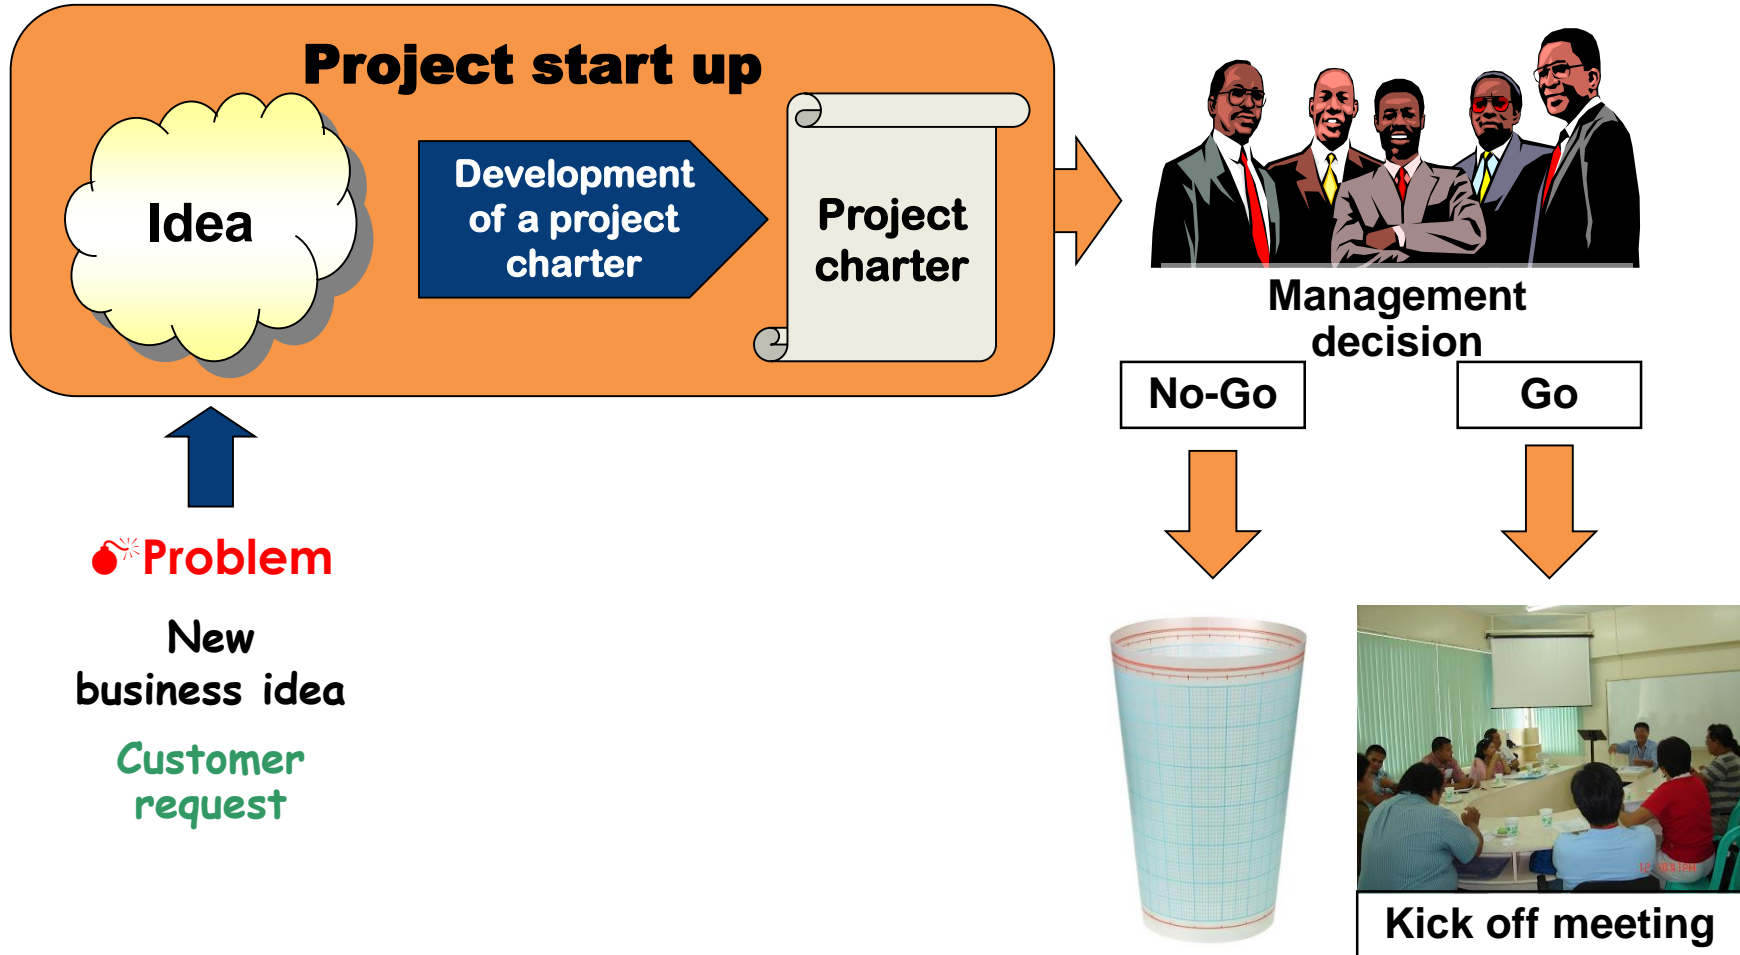 Project start up
Idea
Development
of a project
charter
Project
charter
Management
decision
No-Go
Go
Problem
New
business idea
Customer
request
Kick off meeting